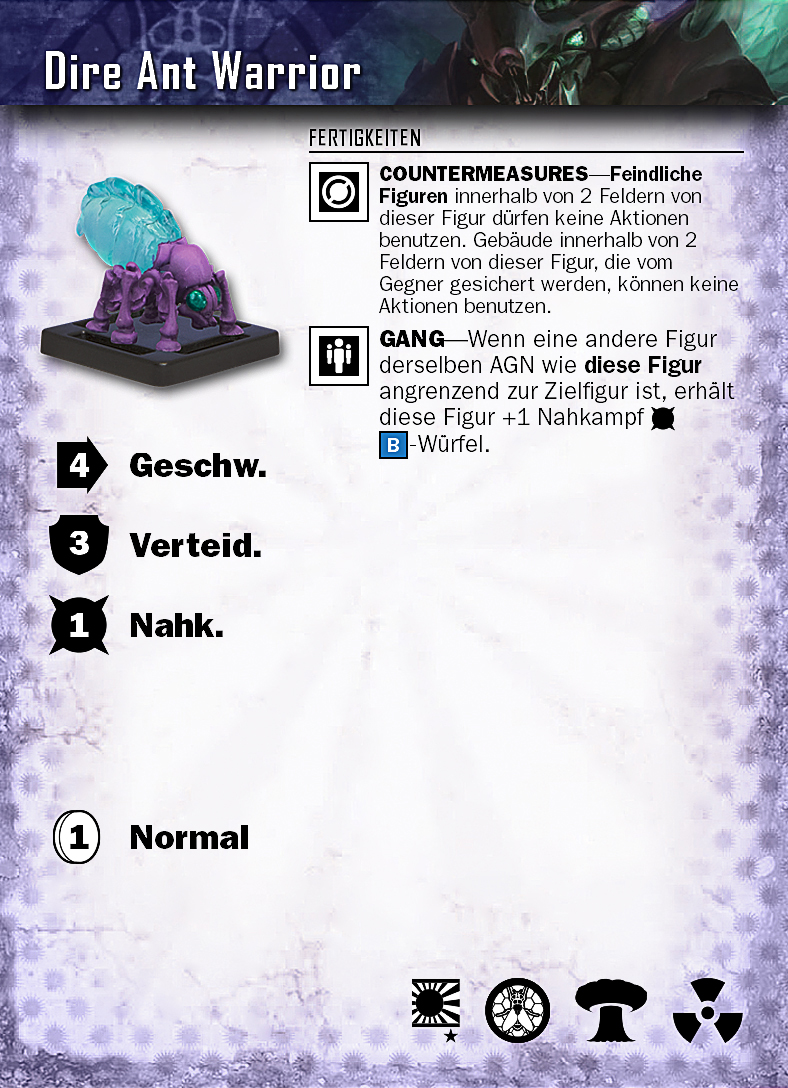 Dire Ant Warrior
FERTIGKEITEN
COUNTERMEASURES—Feindliche
Figuren innerhalb von 2 Feldern von
dieser Figur dürfen keine Aktionen
benutzen. Gebäude innerhalb von 2
Feldern von dieser Figur, die vom
Gegner gesichert werden, können keine
Aktionen benutzen.
GANG—Wenn eine andere Figur
derselben AGN wie diese Figur
angrenzend zur Zielfigur ist, erhält
diese Figur +1 Nahkampf
B-Würfel.
4 Geschw.
3 Verteid.
1 Nahk.
1 Normal